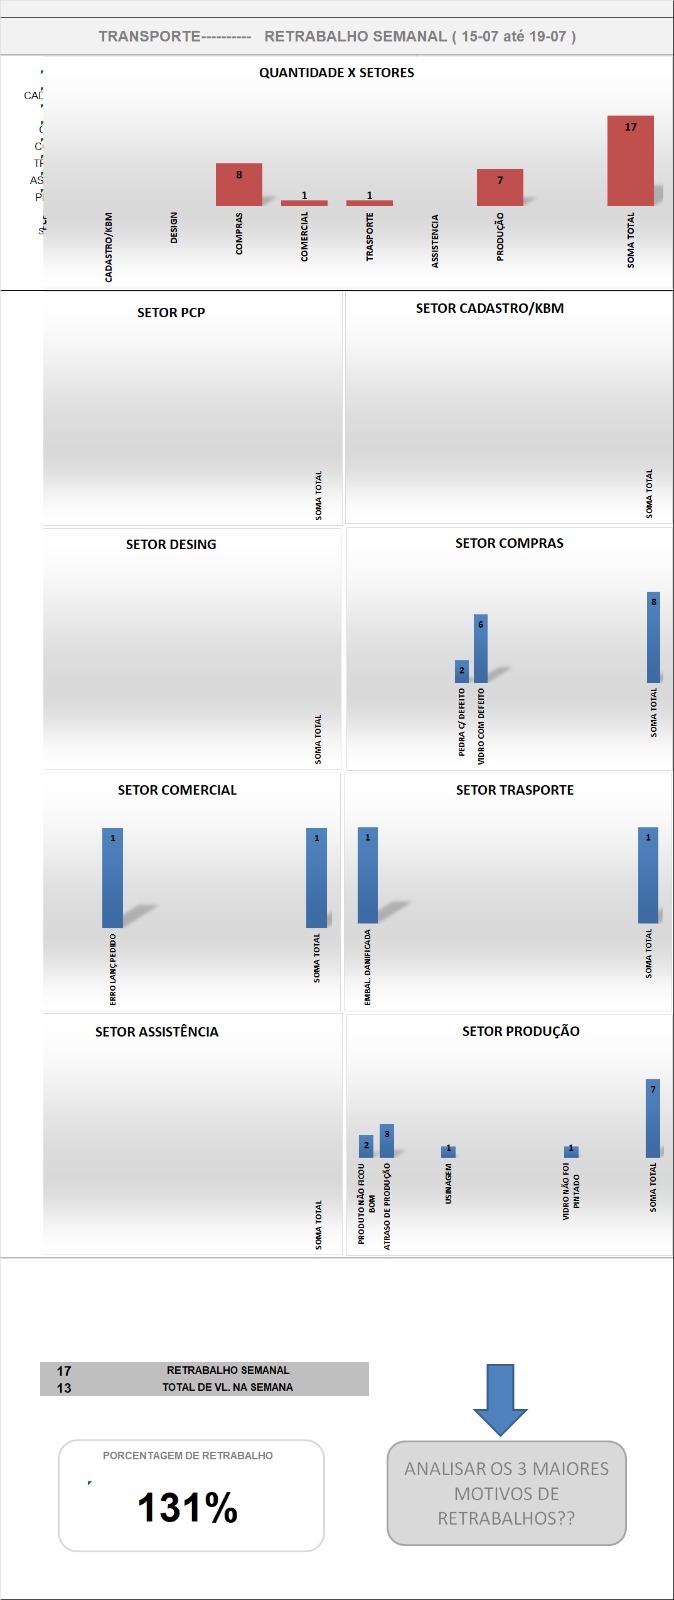 TRANSPORTE---------- RETRABALHO SEMANAL ( 15-07 até 19-07 )
QUANTIDADE X SETORES
8
1
1
7
17
CADASTRO/KBM
DESIGN
COMPRAS
COMERCIAL
TRASPORTE
ASSISTENCIA
PRODUÇÃO
SOMA TOTAL
SETOR PCP
SOMA TOTAL
SETOR CADASTRO/KBM
SOMA TOTAL
SETOR DESING
SOMA TOTAL
SETOR COMPRAS
2
6
8
PEDRA C/ DEFEITO
VIDRO COM DEFEITO
SOMA TOTAL
SETOR COMERCIAL
1
1
ERRO LANÇ PEDIDO
SOMA TOTAL
SETOR TRASPORTE
1
1
EMBAL. DANIFICADA
SOMA TOTAL
SETOR ASSISTÊNCIA
SOMA TOTAL
SETOR PRODUÇÃO
2
3
1
1
7
PRODUTO NÃO FICOU
BOM
ATRASO DE PRODUÇÃO
USINAGEM
VIDRO NÃO FOI
PINTADO
SOMA TOTAL
17 RETRABALHO SEMANAL
13 TOTAL DE VL. NA SEMANA
PORCENTAGEM DE RETRABALHO
131%
ANALISAR OS 3 MAIORES
MOTIVOS DE
RETRABALHOS??